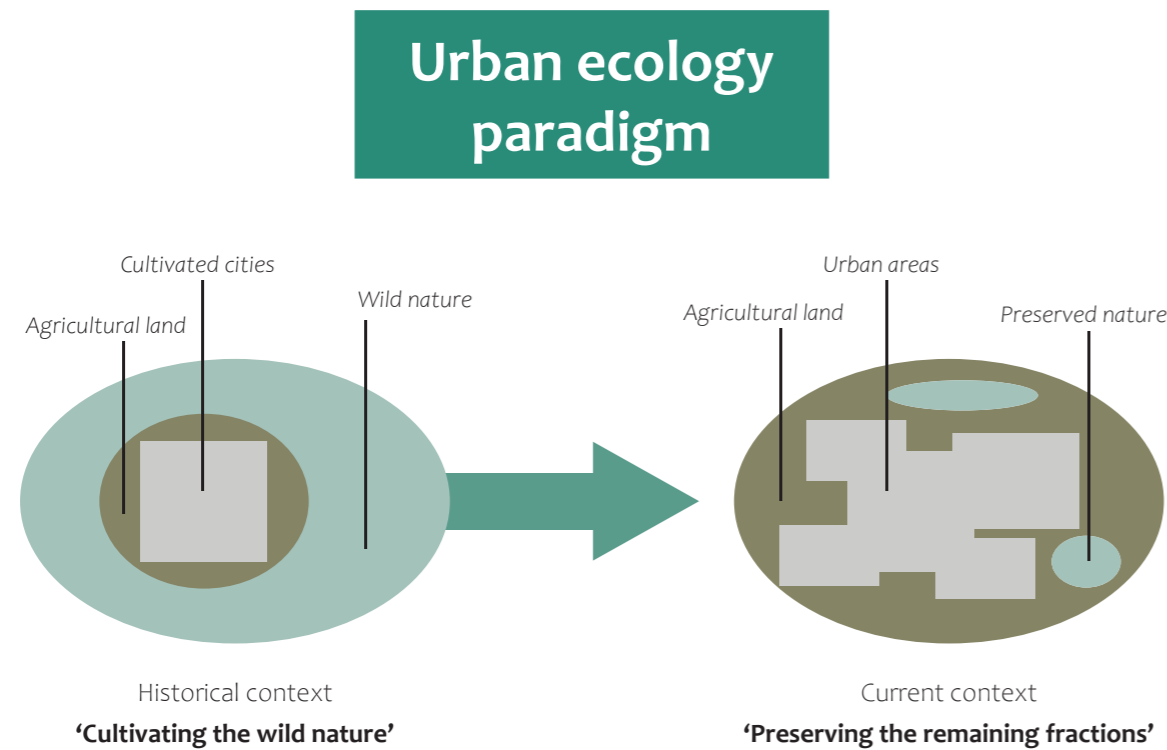 Urban ecology
paradigm
Cultivated cities
Wild nature
Agricultural land
Urban areas
Agricultural land
Preserved nature
Historical context
‘Cultivating the wild nature’
Current context
‘Preserving the remaining fractions’